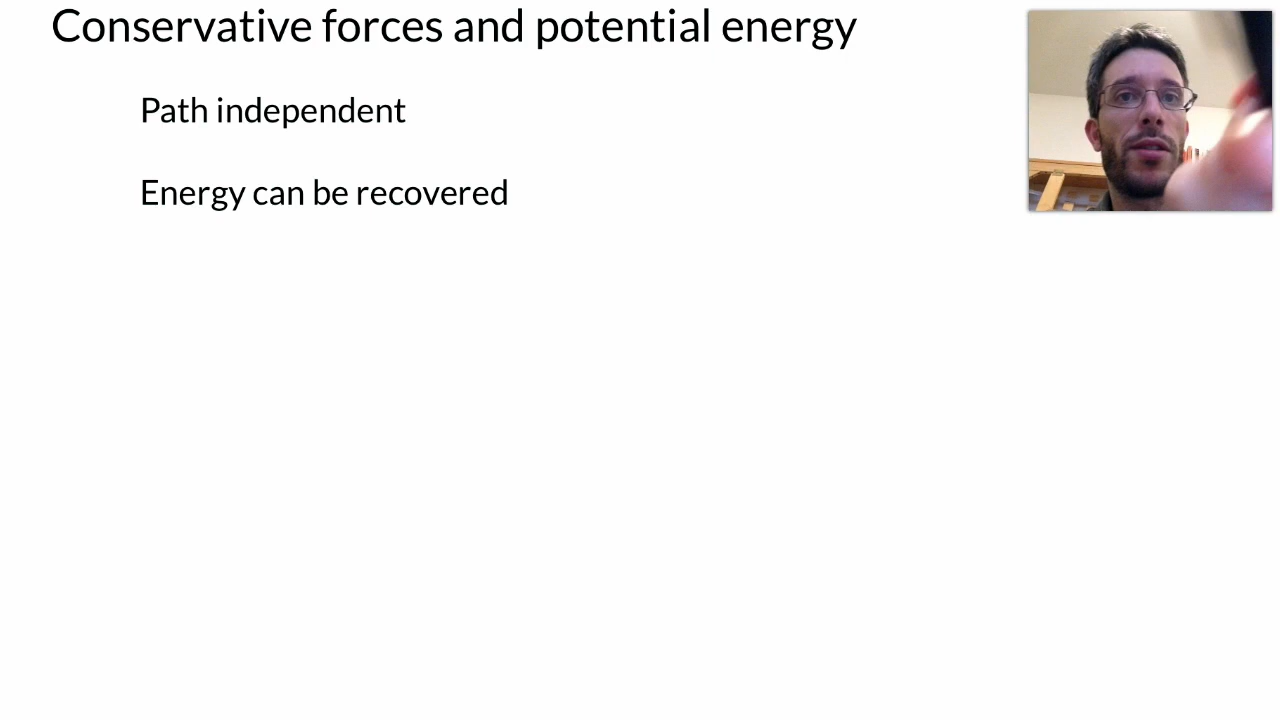 Conservative forces and potential energy
Path independent
Energy can be recovered